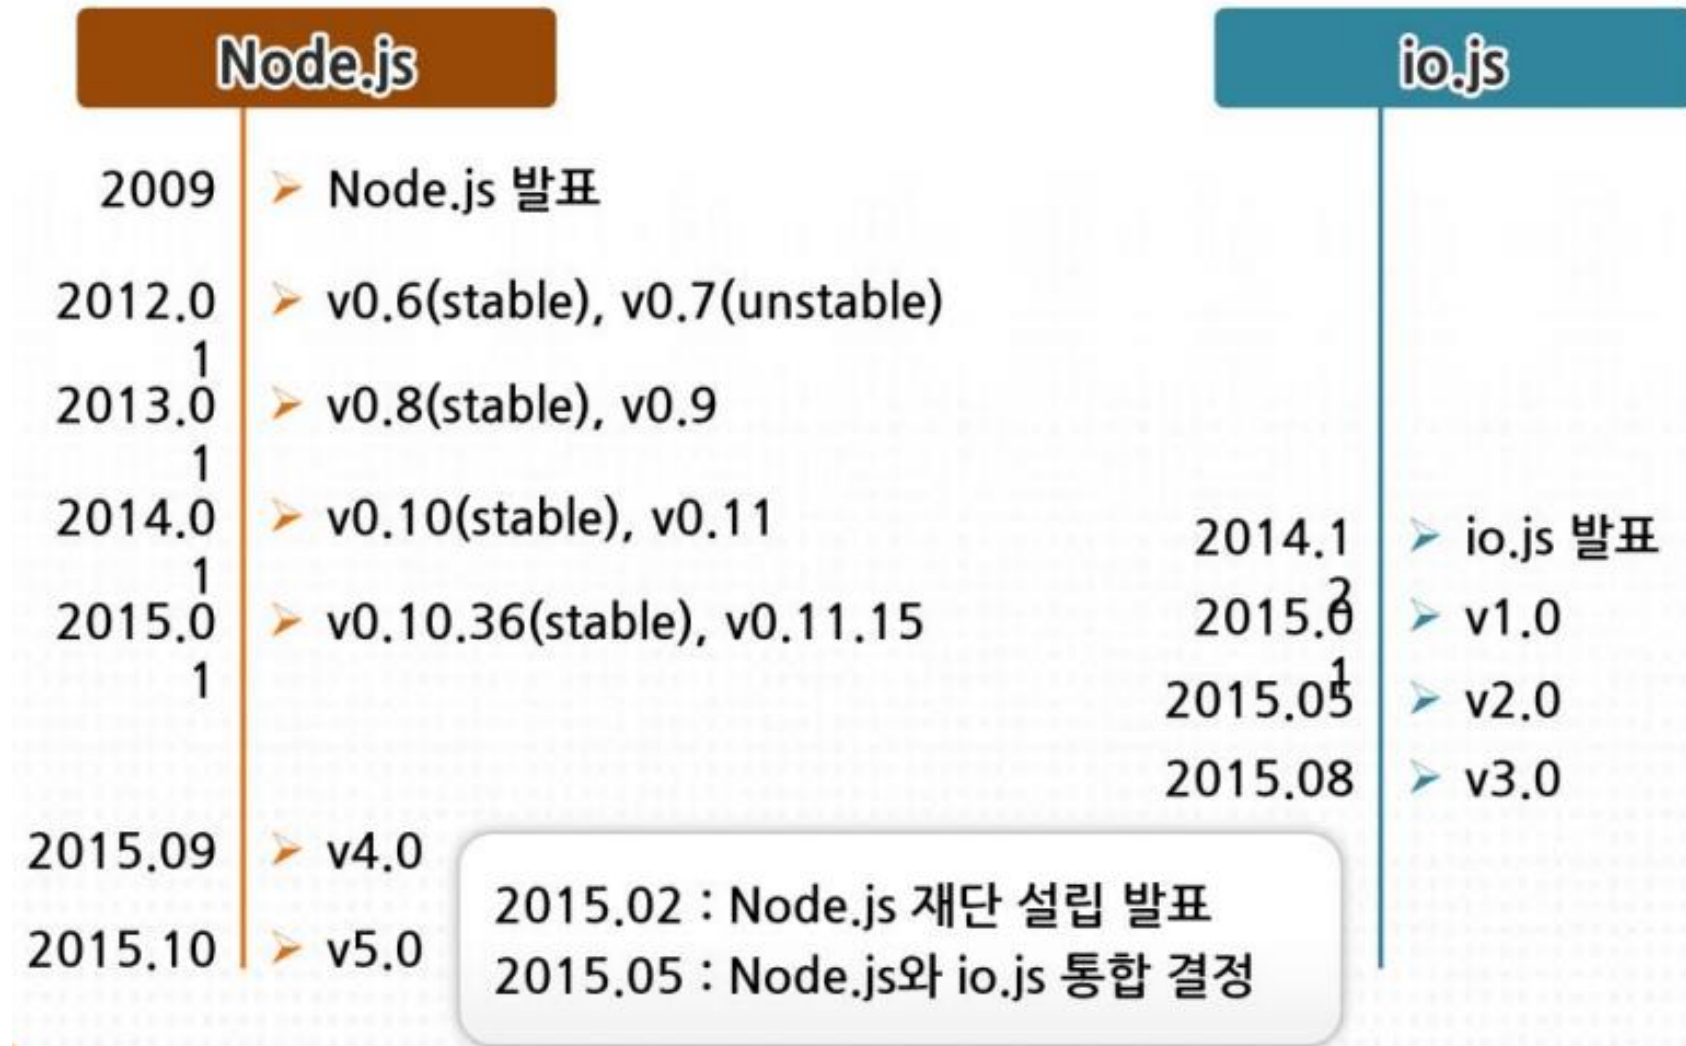 Node.js
2009
Node.js 발표
2012.0
1
v0.6(stable), v0.7(unstable)
2013.0
1
v0.8(stable), v0.9
2014.0
1
v0.10(stable), v0.11
2015.0
1
v0.10.36(stable), v0.11.15
2015.09
v4.0
2015.10
v5.0
io.js
2014.1
2
io.js 발표
2015.0
1
v1.0
2015.05
v2.0
2015.08
v3.0
2015.02 : Node.js 재단 설립 발표
2015.05 : Node.js와 io.js 통합 결정